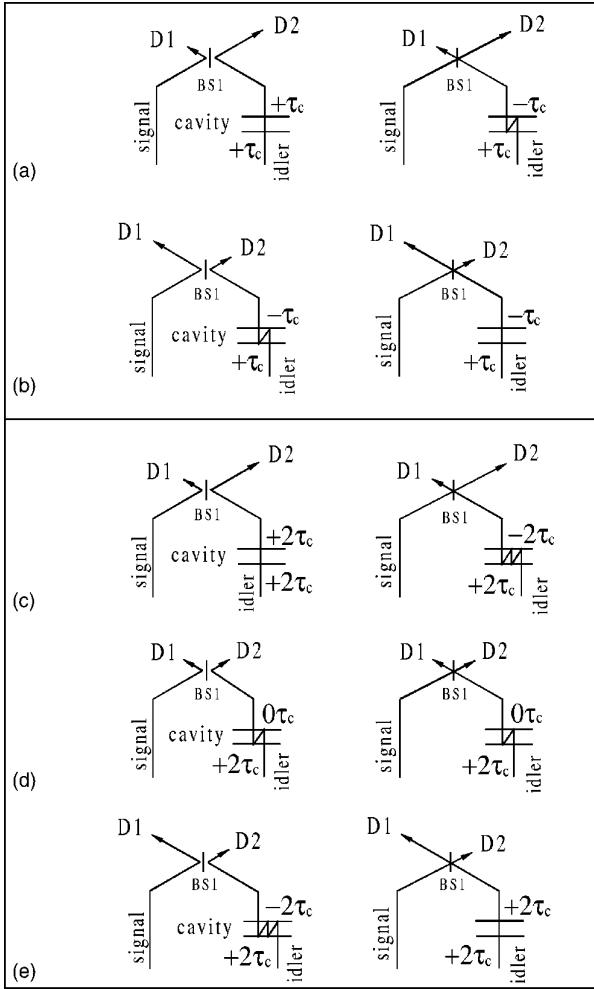 D1 D2 D1 D2
BS1 BS1
signal cavity +τc idler +τc signal −τc idler +τc
(a)
D1 D2 D1 D2
BS1 BS1
signal cavity −τc idler +τc signal −τc idler +τc
(b)
D1 D2 D1 D2
BS1 BS1
signal cavity +2τc idler +2τc signal −2τc idler +2τc
(c)
D1 D2 D1 D2
BS1 BS1
signal cavity 0τc idler +2τc signal 0τc idler +2τc
(d)
D1 D2 D1 D2
BS1 BS1
signal cavity −2τc idler +2τc signal +2τc idler +2τc
(e)